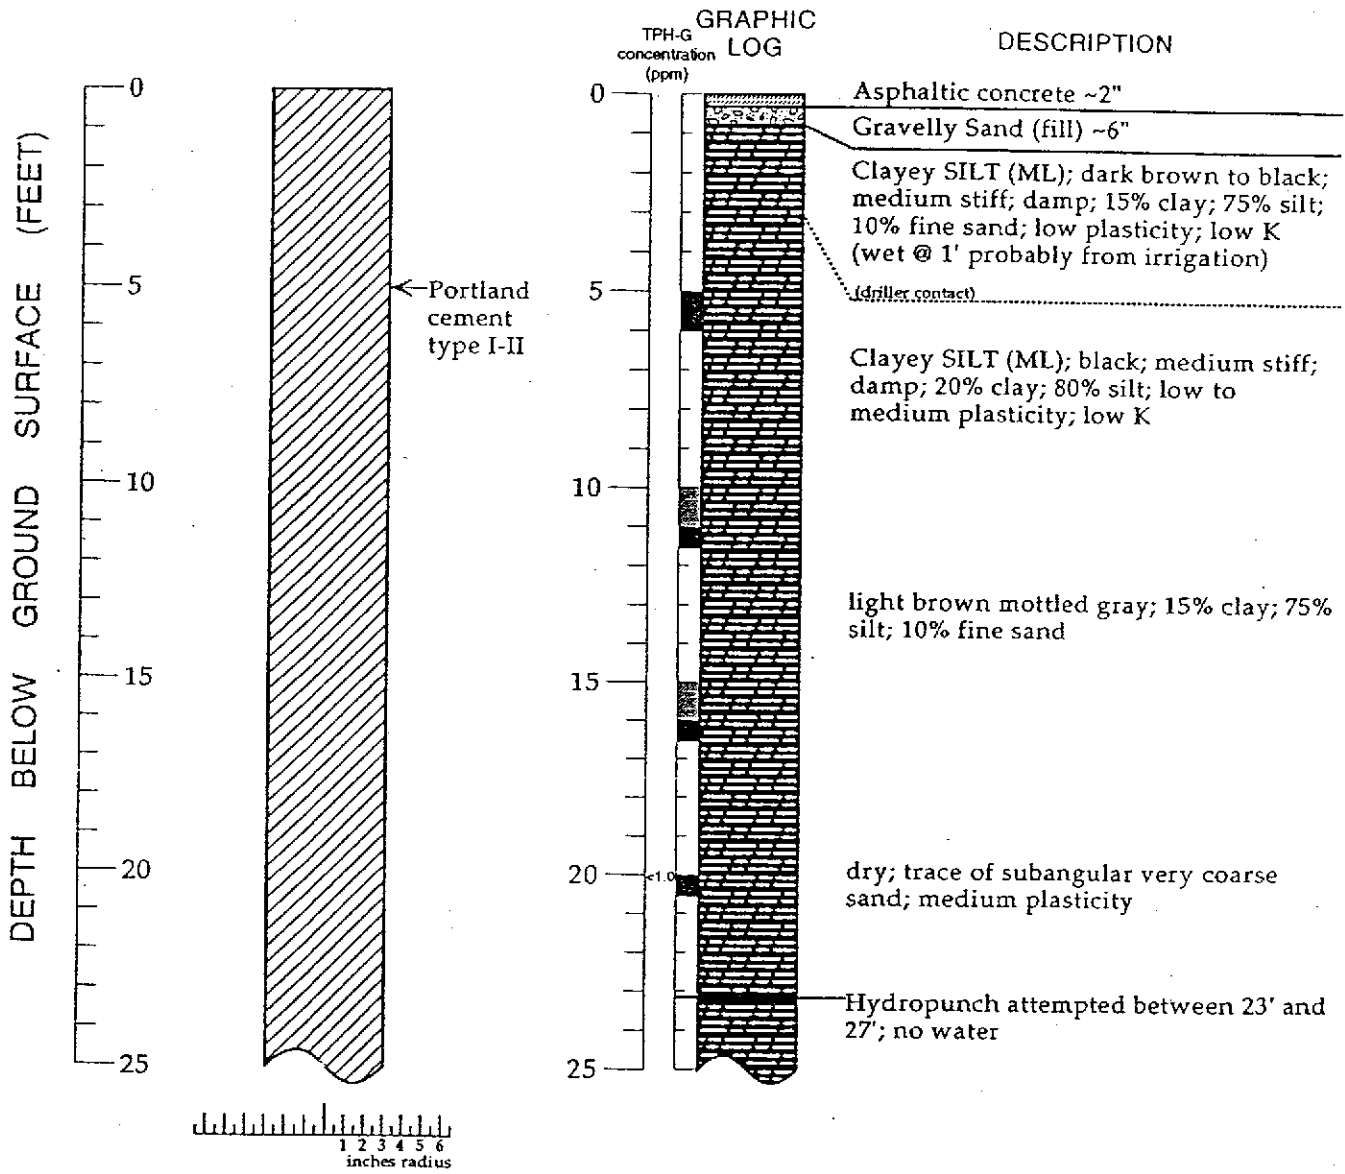 DEPTH BELOW GROUND SURFACE (FEET)
0
5
10
15
20
25
Portland
cement
type I-II
1 2 3 4 5 6
inches radius
TPH-G
concentration
(ppm)
GRAPHIC
LOG
DESCRIPTION
0
5
10
15
20
25
<1.0
Asphaltic concrete ~2"
Gravelly Sand (fill) ~6"
Clayey SILT (ML); dark brown to black;
medium stiff; damp; 15% clay; 75% silt;
10% fine sand; low plasticity; low K
(wet @ 1' probably from irrigation)
(driller contact)
Clayey SILT (ML); black; medium stiff;
damp; 20% clay; 80% silt; low to
medium plasticity; low K
light brown mottled gray; 15% clay; 75%
silt; 10% fine sand
dry; trace of subangular very coarse
sand; medium plasticity
Hydropunch attempted between 23' and
27'; no water